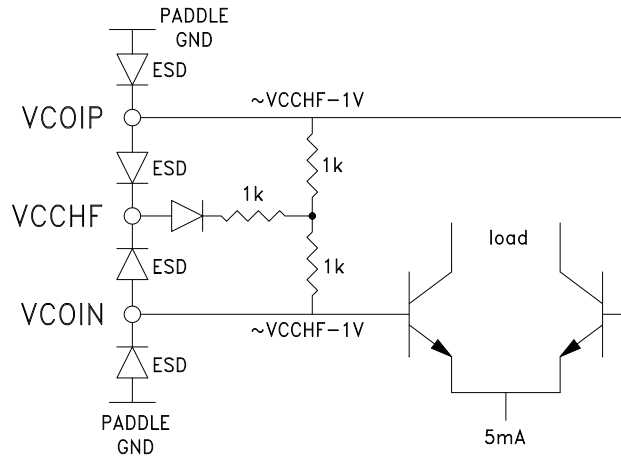 PADDLE
GND
ESD
VCOIP
~VCCHF-1V
ESD
1k
1k
VCCHF
load
ESD
1k
VCOIN
~VCCHF-1V
ESD
PADDLE
GND
5mA